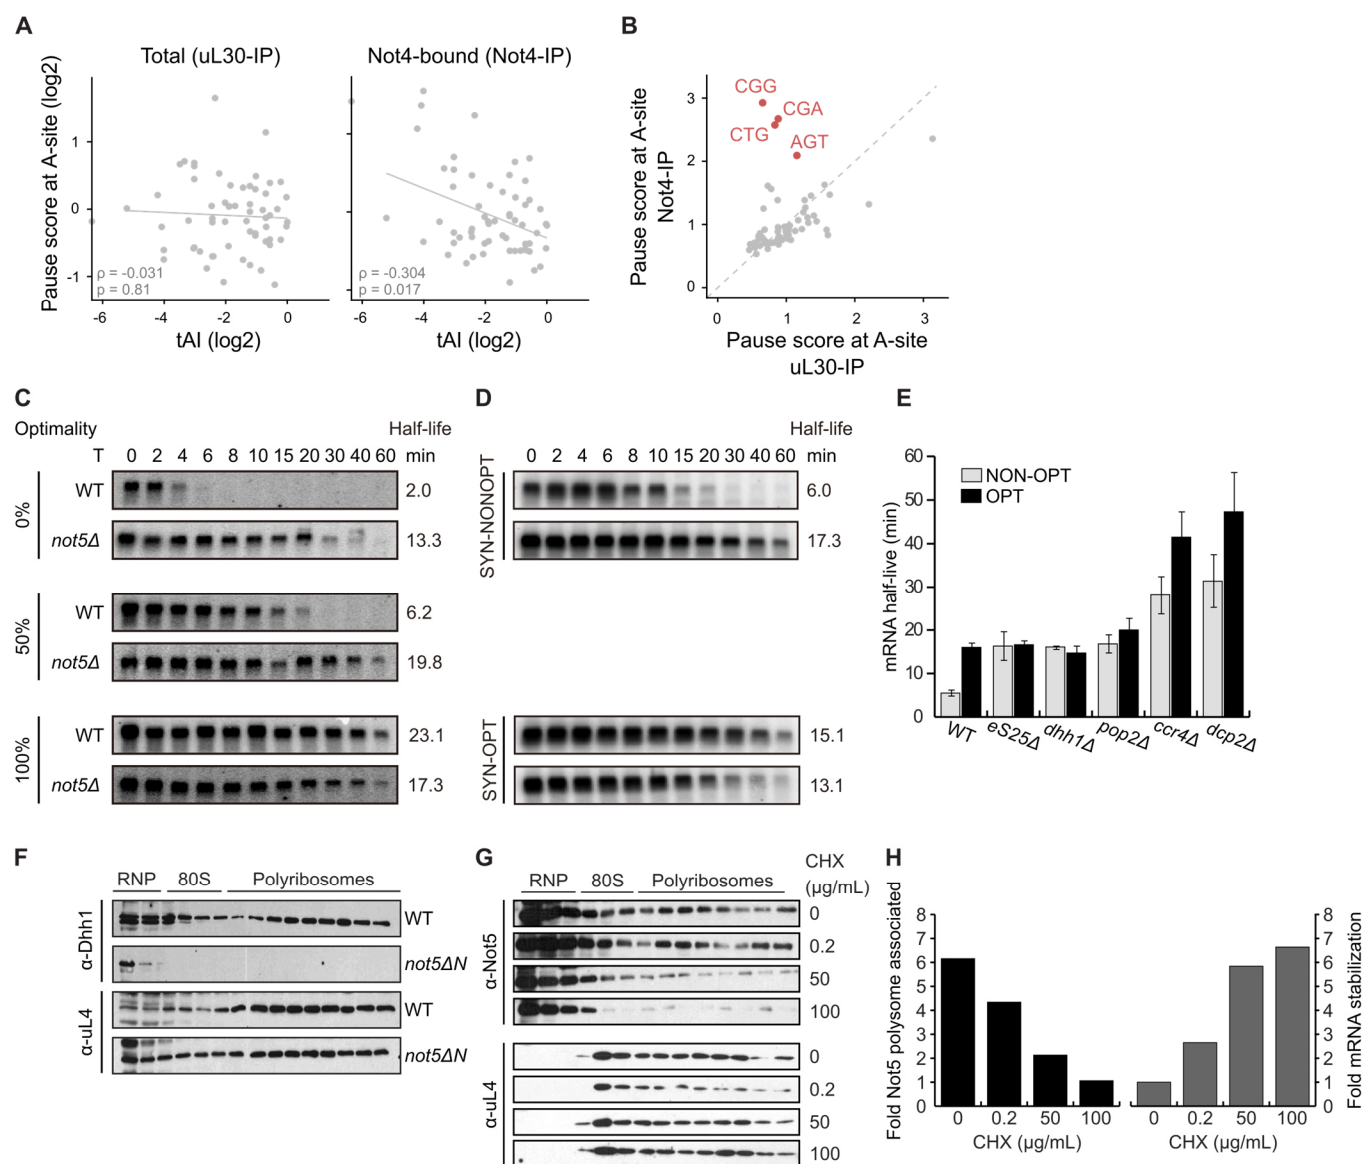 A
Total (uL30-IP)
Not4-bound (Not4-IP)
Pause score at A-site (log2)
1
0
-1
ρ = -0.031
p = 0.81
ρ = -0.304
p = 0.017
-6 -4 -2 0
-6 -4 -2 0
tAI (log2)
tAI (log2)
B
Pause score at A-site
Not4-IP
3
2
1
0
CGG
CGA
CTG
AGT
0 1 2 3
Pause score at A-site
uL30-IP
C
Optimality
Half-life
T 0 2 4 6 8 10 15 20 30 40 60 min
0%
WT 2.0
not5Δ 13.3
50%
WT 6.2
not5Δ 19.8
100%
WT 23.1
not5Δ 17.3
D
Half-life
0 2 4 6 8 10 15 20 30 40 60 min
SYN-NONOPT
6.0
17.3
SYN-OPT
15.1
13.1
E
mRNA half-live (min)
60
50
40
30
20
10
0
NON-OPT
OPT
WT eS25Δ dhh1Δ pop2Δ ccr4Δ dcp2Δ
F
RNP 80S Polyribosomes
α-Dhh1
WT
not5ΔN
α-uL4
WT
not5ΔN
G
CHX
RNP 80S Polyribosomes (µg/mL)
α-Not5
0
0.2
50
100
α-uL4
0
0.2
50
100
H
Fold Not5 polysome associated
8
7
6
5
4
3
2
1
0
0 0.2 50 100
CHX (µg/mL)
0 0.2 50 100
CHX (µg/mL)
8
7
6
5
4
3
2
1
0
Fold mRNA stabilization